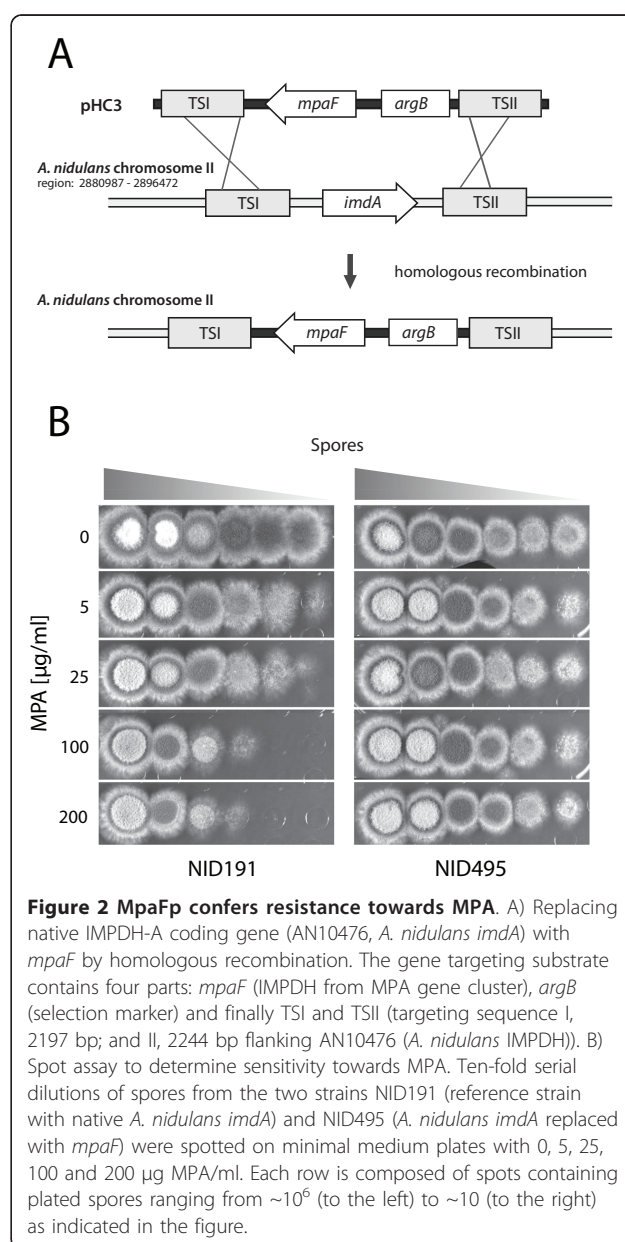 A
pHC3
TSI
mpaF
argB
TSII
A. nidulans chromosome II
region: 2880987 - 2896472
TSI
imdA
TSII
homologous recombination
A. nidulans chromosome II
TSI
mpaF
argB
TSII
B
Spores
MPA [µg/ml]
0
5
25
100
200
NID191
NID495
Figure 2 MpaFp confers resistance towards MPA. A) Replacing
native IMPDH-A coding gene (AN10476, A. nidulans imdA) with
mpaF by homologous recombination. The gene targeting substrate
contains four parts: mpaF (IMPDH from MPA gene cluster), argB
(selection marker) and finally TSI and TSII (targeting sequence I,
2197 bp; and II, 2244 bp flanking AN10476 (A. nidulans IMPDH)). B)
Spot assay to determine sensitivity towards MPA. Ten-fold serial
dilutions of spores from the two strains NID191 (reference strain
with native A. nidulans imdA) and NID495 (A. nidulans imdA replaced
with mpaF) were spotted on minimal medium plates with 0, 5, 25,
100 and 200 µg MPA/ml. Each row is composed of spots containing
plated spores ranging from ~10⁶ (to the left) to ~10 (to the right)
as indicated in the figure.